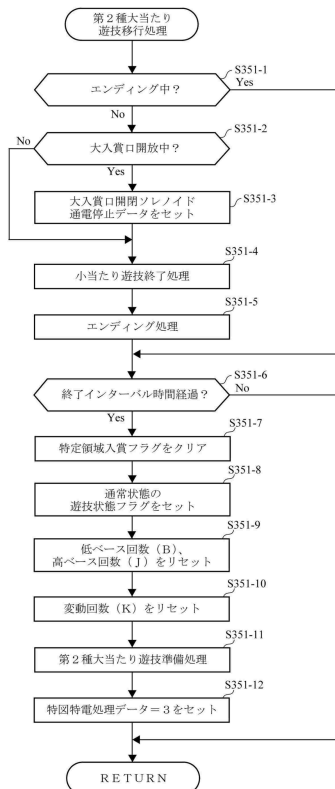 第２種大当たり
遊技移行処理
S351-1
エンディング中？
Yes
No
S351-2
大入賞口開放中？
No
Yes
S351-3
大入賞口開閉ソレノイド
通電停止データをセット
S351-4
小当たり遊技終了処理
S351-5
エンディング処理
S351-6
終了インターバル時間経過？
No
Yes
S351-7
特定領域入賞フラグをクリア
S351-8
通常状態の
遊技状態フラグをセット
S351-9
低ベース回数（B）、
高ベース回数（J）をリセット
S351-10
変動回数（K）をリセット
S351-11
第２種大当たり遊技準備処理
S351-12
特図特電処理データ＝３をセット
ＲＥＴＵＲＮ